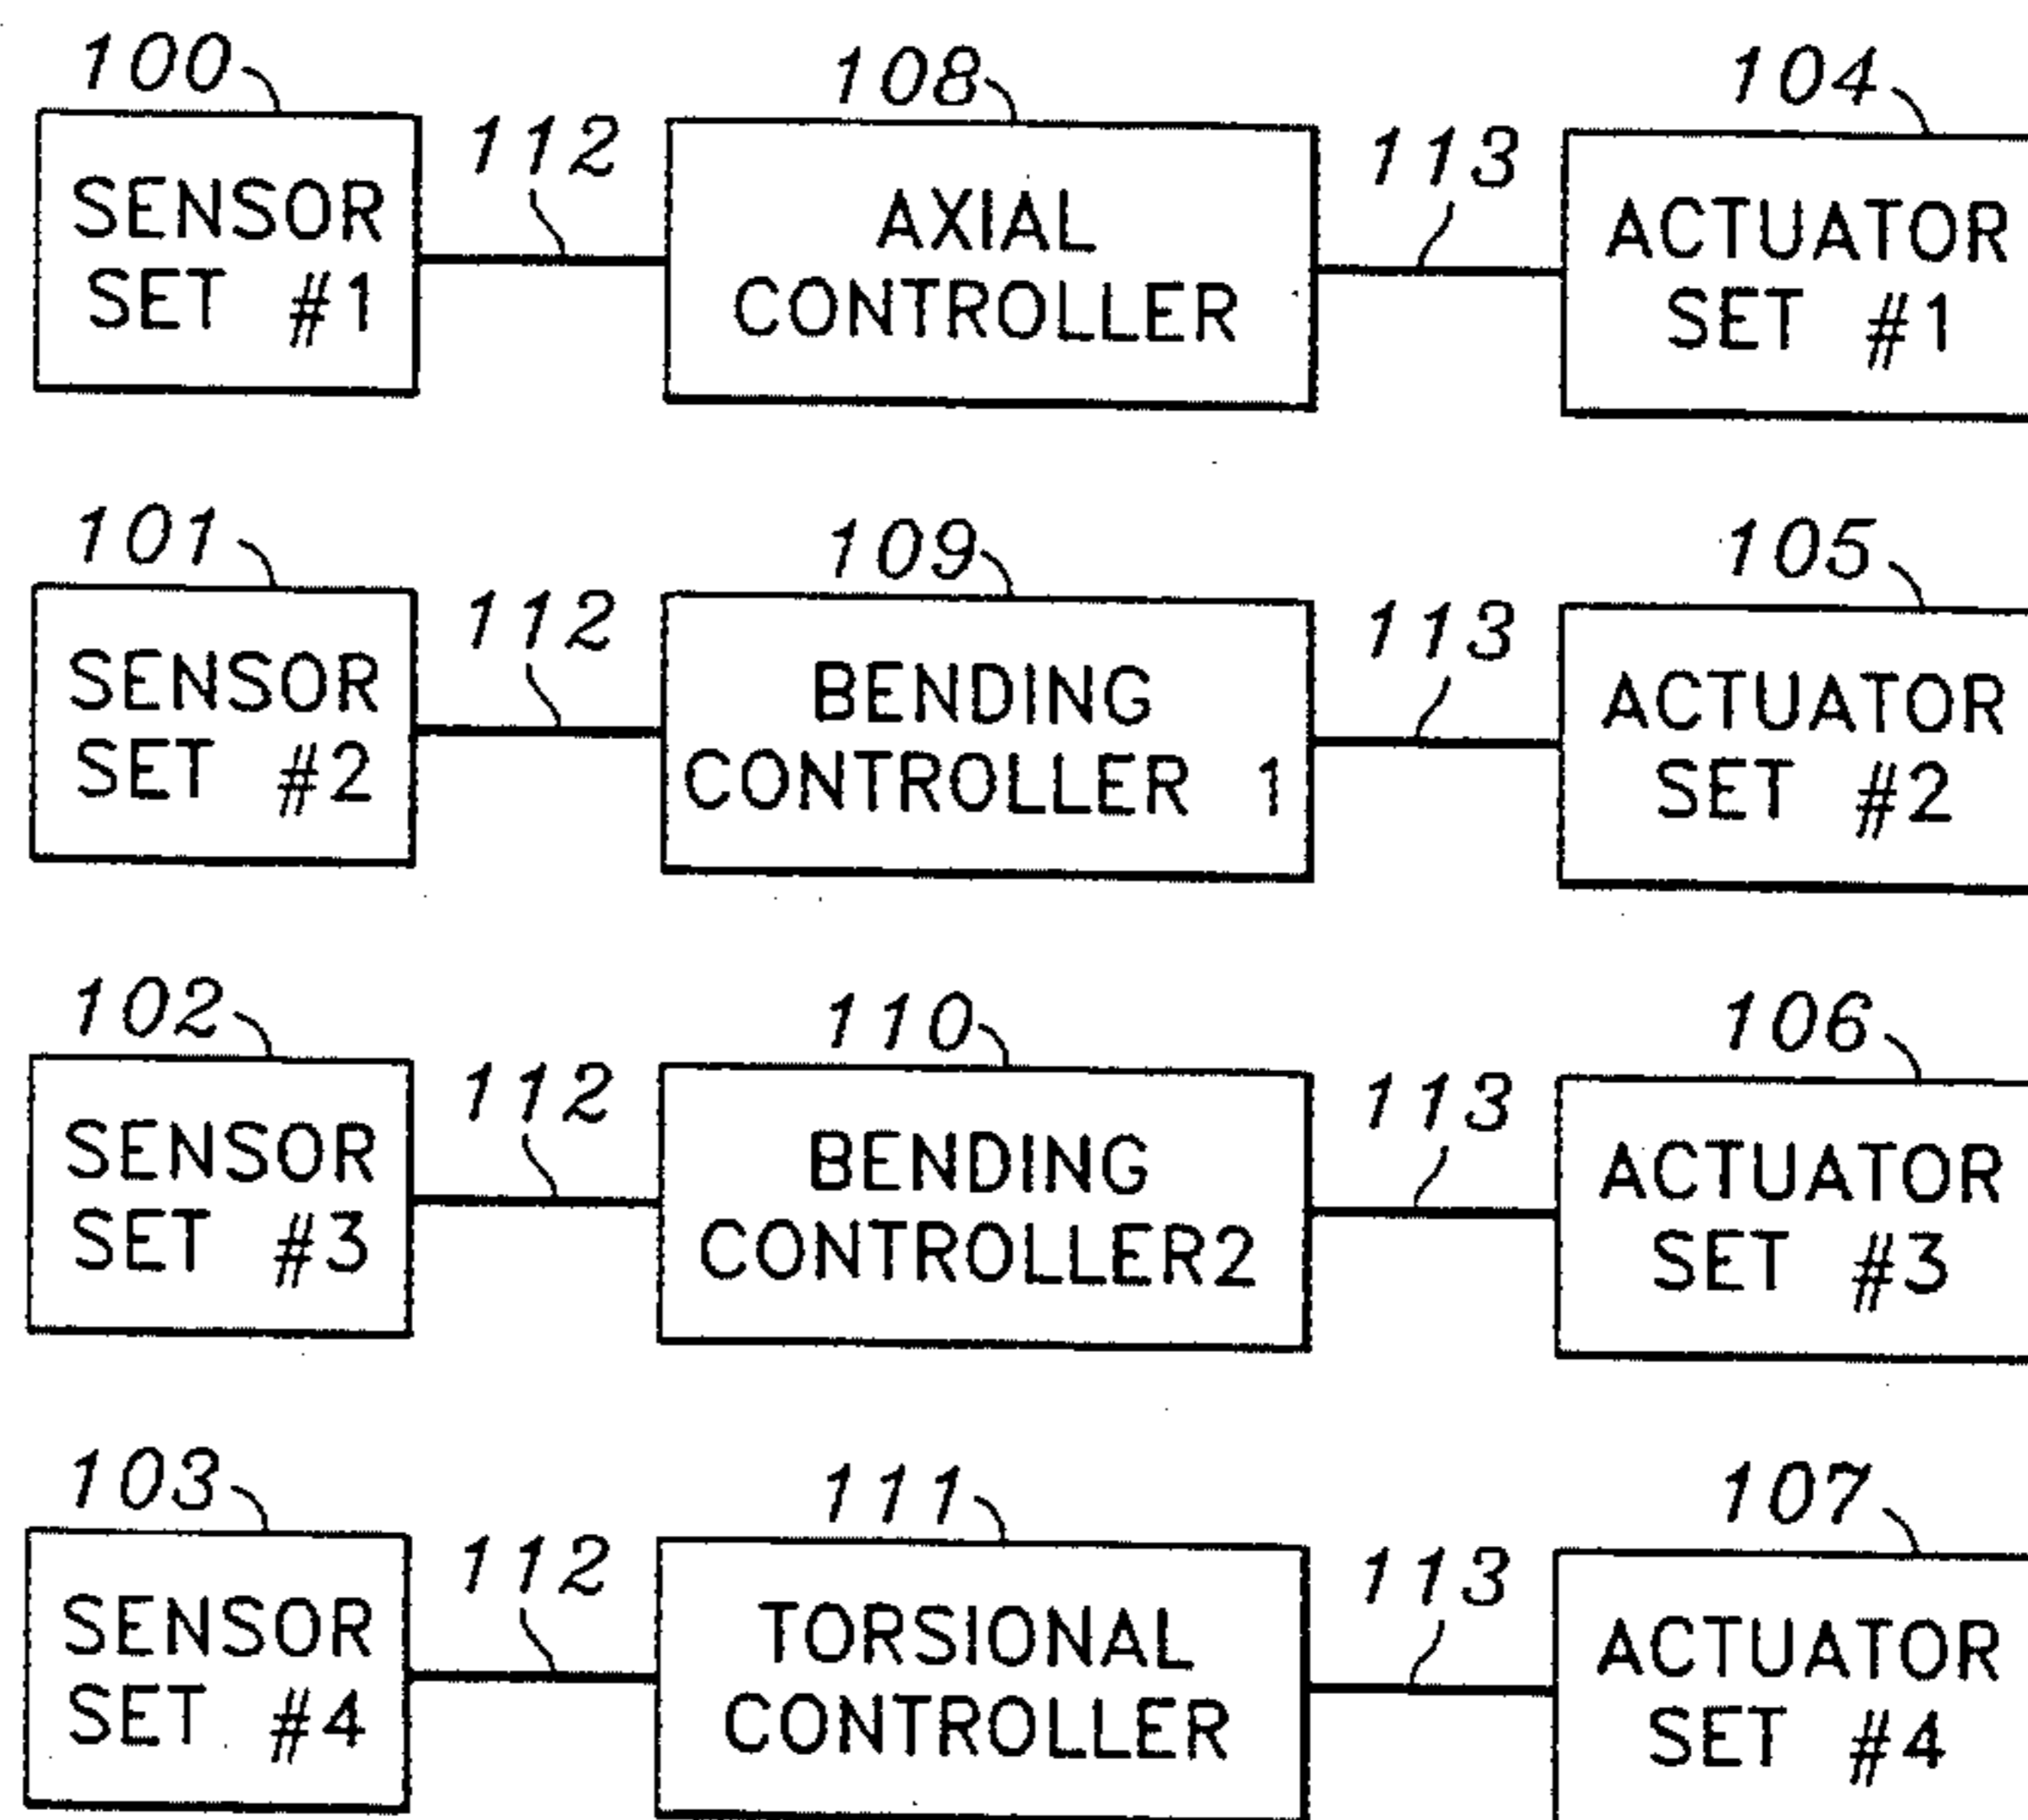 100 108 104
112 113
SENSOR SET #1
AXIAL CONTROLLER
ACTUATOR SET #1
101 109 105
112 113
SENSOR SET #2
BENDING CONTROLLER 1
ACTUATOR SET #2
102 110 106
112 113
SENSOR SET #3
BENDING CONTROLLER2
ACTUATOR SET #3
103 111 107
112 113
SENSOR SET #4
TORSIONAL CONTROLLER
ACTUATOR SET #4